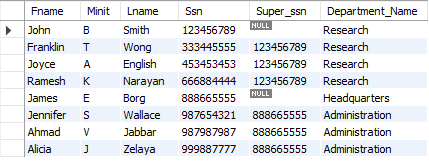 Fname Minit Lname Ssn Super_ssn Department_Name
John B Smith 123456789 NULL Research
Franklin T Wong 333445555 123456789 Research
Joyce A English 453453453 123456789 Research
Ramesh K Narayan 666884444 123456789 Research
James E Borg 888665555 NULL Headquarters
Jennifer S Wallace 987654321 888665555 Administration
Ahmad V Jabbar 987987987 888665555 Administration
Alicia J Zelaya 999887777 888665555 Administration